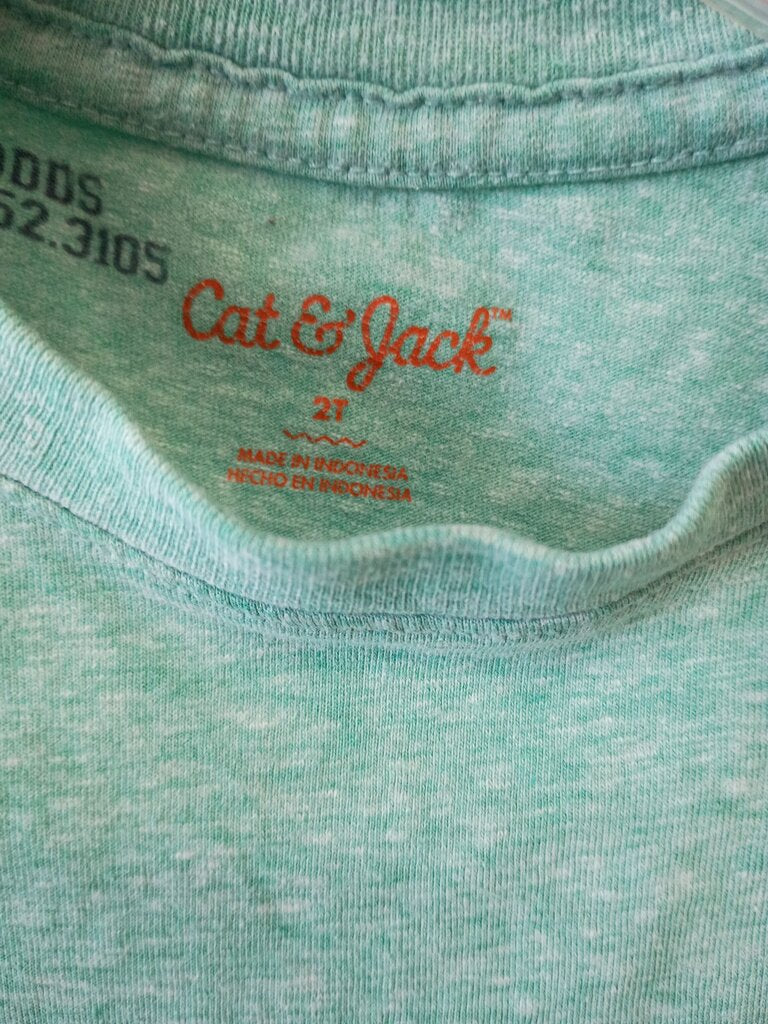 Cat & Jack™
2T
MADE IN INDONESIA
HECHO EN INDONESIA